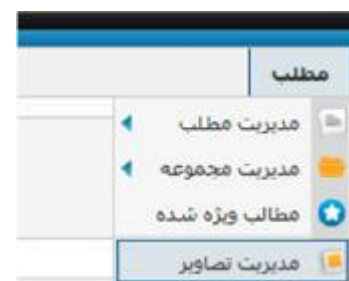 مطلب
مدیریت مطلب
مدیریت مجموعه
مطالب ویژه شده
مدیریت تصاویر